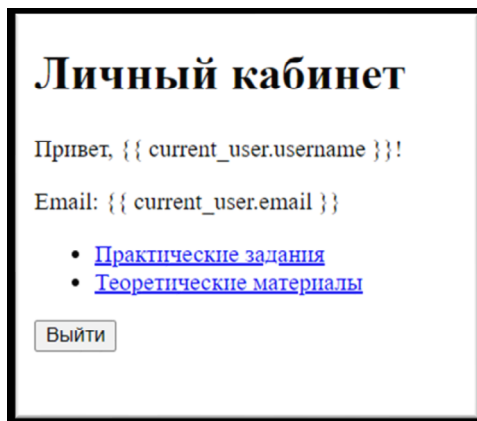 Личный кабинет
Привет, {{ current_user.username }}!
Email: {{ current_user.email }}
Практические задания
Теоретические материалы
Выйти